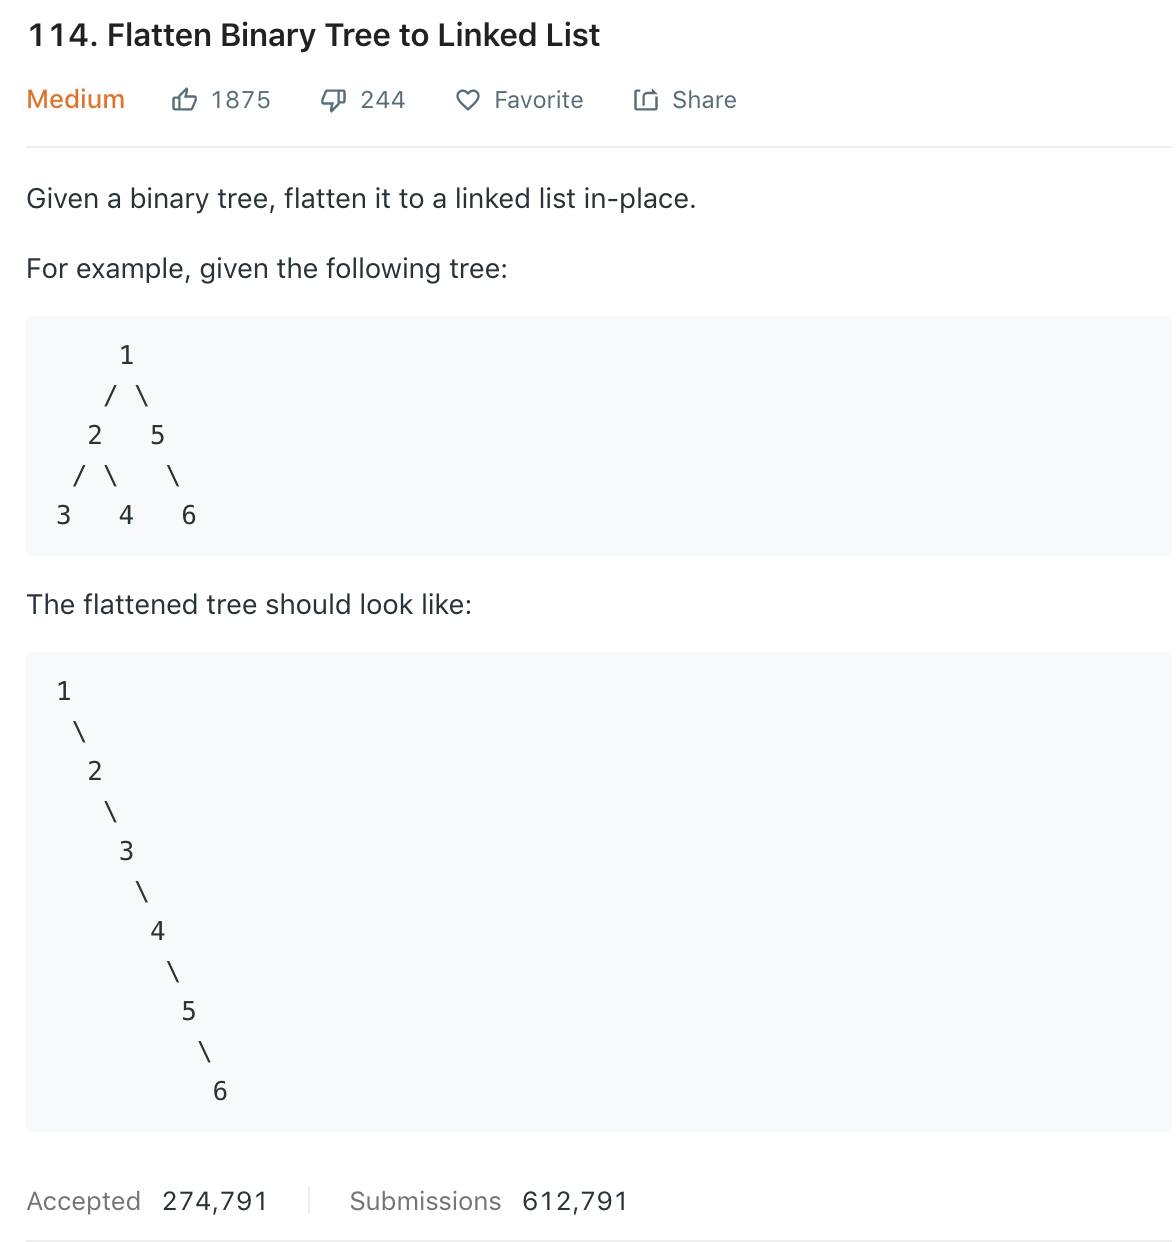 114. Flatten Binary Tree to Linked List
Medium 1875 244 Favorite Share
Given a binary tree, flatten it to a linked list in-place.
For example, given the following tree:
    1
   / \
  2   5
 / \   \
3   4   6
The flattened tree should look like:
1
 \
  2
   \
    3
     \
      4
       \
        5
         \
          6
Accepted 274,791 Submissions 612,791